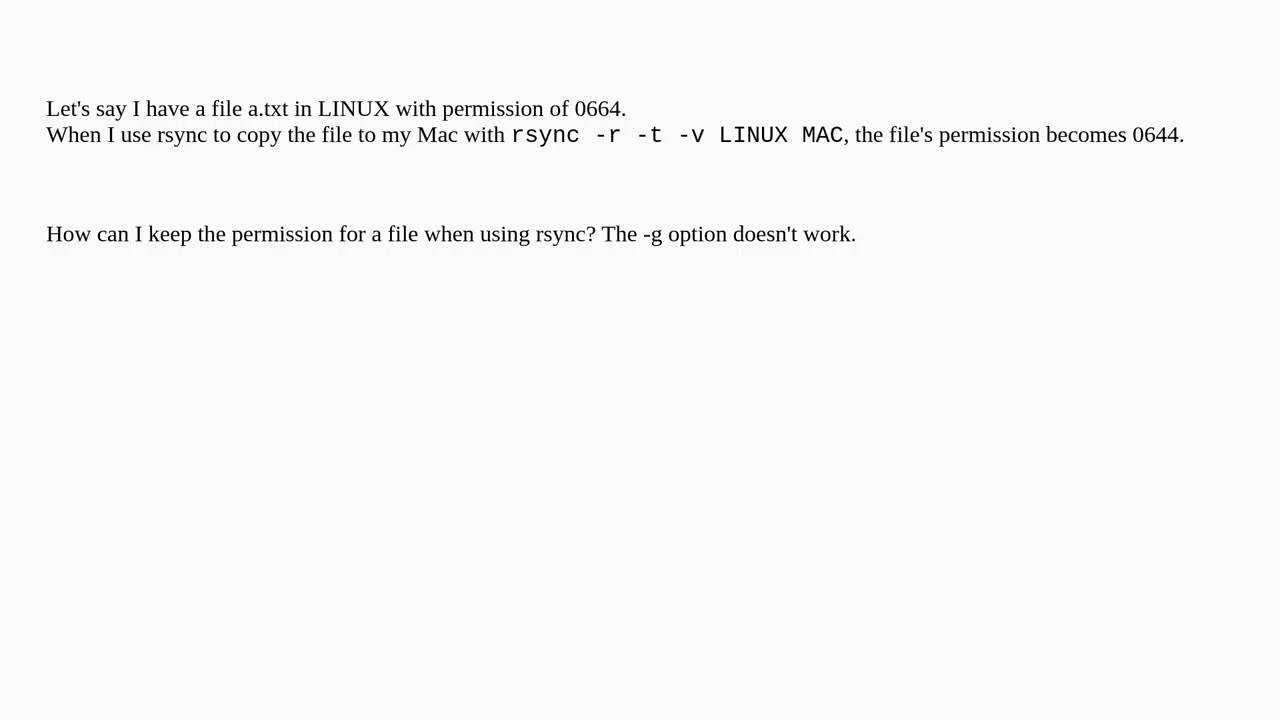 Let's say I have a file a.txt in LINUX with permission of 0664.
When I use rsync to copy the file to my Mac with rsync -r -t -v LINUX MAC, the file's permission becomes 0644.
How can I keep the permission for a file when using rsync? The -g option doesn't work.